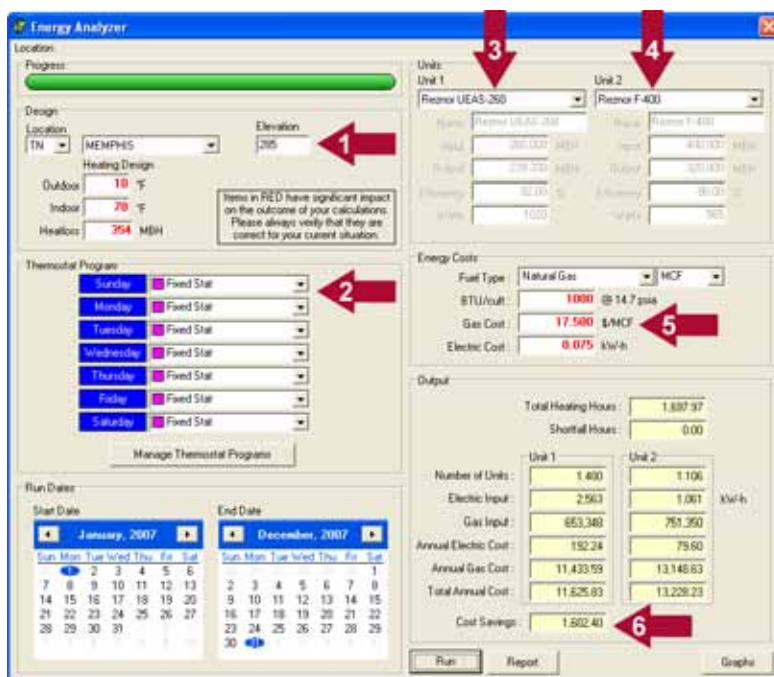 Energy Analyzer
Location
Progress
Design
Location
Elevation
TN
MEMPHIS
285
1
Heating Design
Outdoor
10 °F
Indoor
70 °F
Heatloss
354 MBH
Items in RED have significant impact
on the outcome of your calculations.
Please always verify that they are
correct for your current situation.
Thermostat Program
Sunday Fixed Stat
2
Monday Fixed Stat
Tuesday Fixed Stat
Wednesday Fixed Stat
Thursday Fixed Stat
Friday Fixed Stat
Saturday Fixed Stat
Manage Thermostat Programs
Run Dates
Start Date
January, 2007
Sun Mon Tue Wed Thu Fri Sat
1 2 3 4 5 6
7 8 9 10 11 12 13
14 15 16 17 18 19 20
21 22 23 24 25 26 27
28 29 30 31
End Date
December, 2007
Sun Mon Tue Wed Thu Fri Sat
1
2 3 4 5 6 7 8
9 10 11 12 13 14 15
16 17 18 19 20 21 22
23 24 25 26 27 28 29
30 31
3
4
Units
Unit 1
Unit 2
Reznor UEAS-260
Reznor F-400
Name Reznor UEAS-260
Name Reznor F-400
Input 260.000 MBH
Input 400.000 MBH
Output MBH
Output 320.000 MBH
Efficiency 92.00 %
Efficiency 80.00 %
Watts
Watts
Energy Costs
Fuel Type : Natural Gas MCF
BTU/cuft : 1000 @ 14.7 psia
Gas Cost : 17.500 $/MCF
5
Electric Cost : 0.075 kW-h
Output
Total Heating Hours : 1,697.97
Shortfall Hours : 0.00
Unit 1
Unit 2
Number of Units : 1.480 1.106
Electric Input : 2,563 1,061 kW-h
Gas Input : 653,348 751,350
Annual Electric Cost : 192.24 79.60
Annual Gas Cost : 11,433.59 13,148.63
Total Annual Cost : 11,625.83 13,228.23
Cost Savings : 1,602.40
6
Run
Report
Graphs